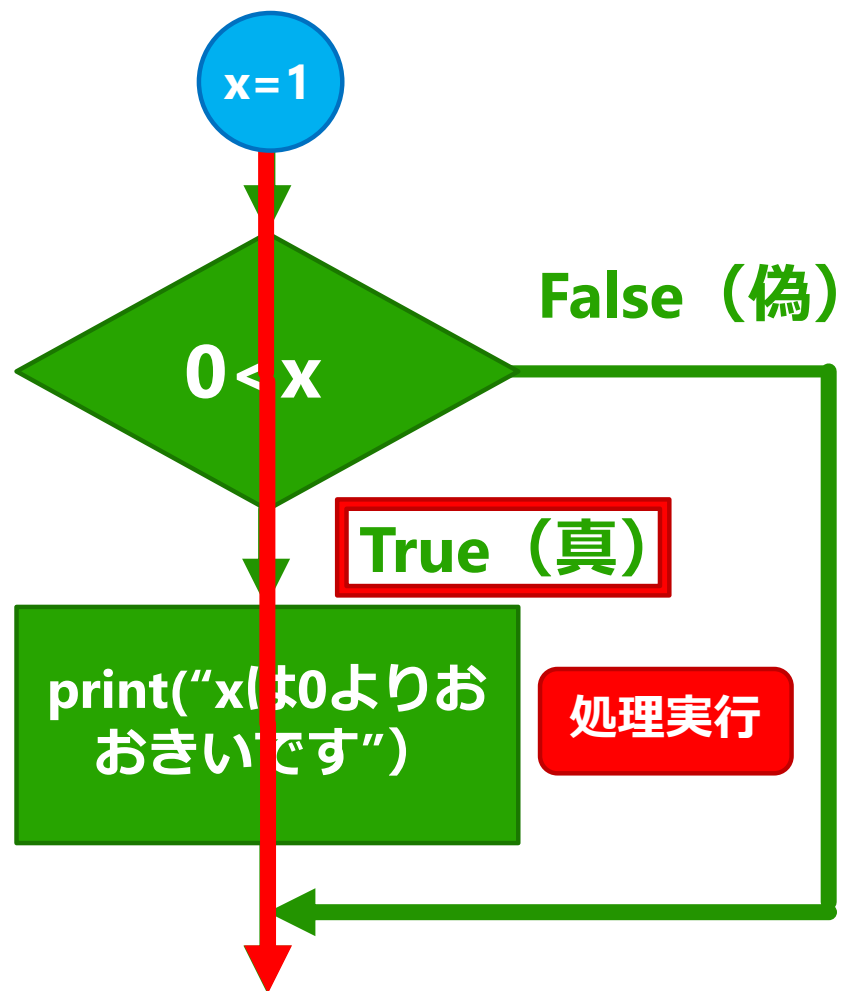 x=1
False（偽）
0<x
True（真）
print(“xは0よりお
おきいです”）
処理実行